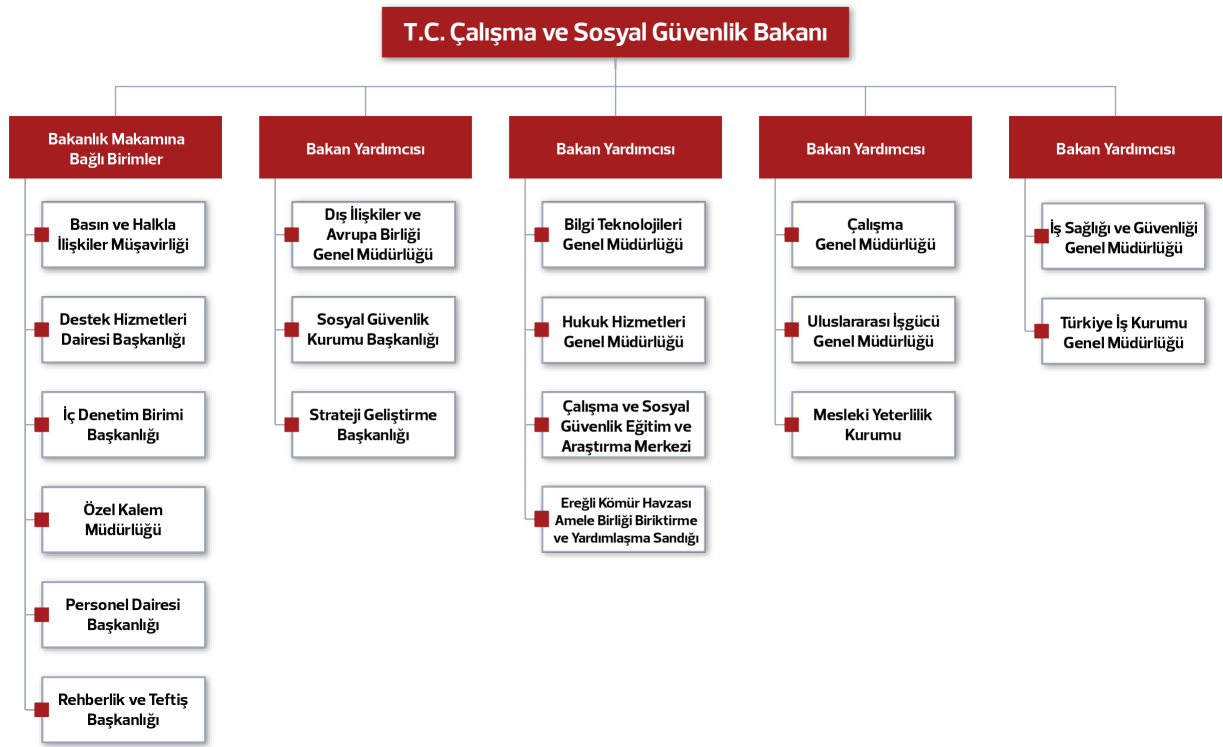 T.C. Çalışma ve Sosyal Güvenlik Bakanı
Bakanlık Makamına
Bağlı Birimler
Basın ve Halkla
İlişkiler Müşavirliği
Destek Hizmetleri
Dairesi Başkanlığı
İç Denetim Birimi
Başkanlığı
Özel Kalem
Müdürlüğü
Personel Dairesi
Başkanlığı
Rehberlik ve Teftiş
Başkanlığı
Bakan Yardımcısı
Dış İlişkiler ve
Avrupa Birliği
Genel Müdürlüğü
Sosyal Güvenlik
Kurumu Başkanlığı
Strateji Geliştirme
Başkanlığı
Bakan Yardımcısı
Bilgi Teknolojileri
Genel Müdürlüğü
Hukuk Hizmetleri
Genel Müdürlüğü
Çalışma ve Sosyal
Güvenlik Eğitim ve
Araştırma Merkezi
Ereğli Kömür Havzası
Amele Birliği Biriktirme
ve Yardımlaşma Sandığı
Bakan Yardımcısı
Çalışma
Genel Müdürlüğü
Uluslararası İşgücü
Genel Müdürlüğü
Mesleki Yeterlilik
Kurumu
Bakan Yardımcısı
İş Sağlığı ve Güvenliği
Genel Müdürlüğü
Türkiye İş Kurumu
Genel Müdürlüğü